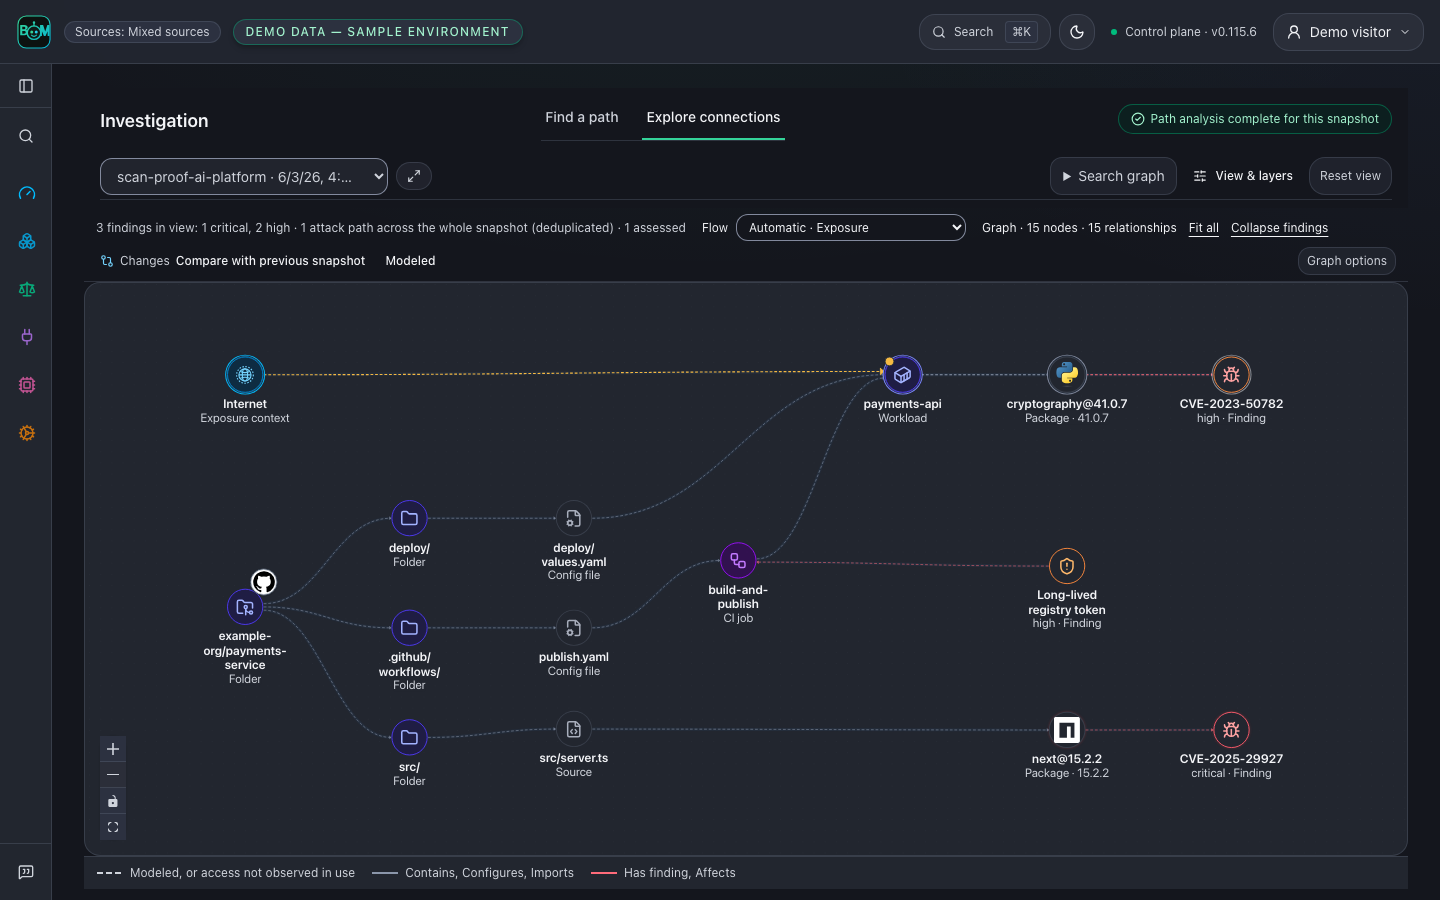 BOM
Sources: Mixed sources
DEMO DATA — SAMPLE ENVIRONMENT
Search
⌘K
Control plane · v0.115.6
Demo visitor
Investigation
Find a path
Explore connections
Path analysis complete for this snapshot
scan-proof-ai-platform · 6/3/26, 4:...
Search graph
View & layers
Reset view
3 findings in view: 1 critical, 2 high · 1 attack path across the whole snapshot (deduplicated) · 1 assessed
Flow
Automatic · Exposure
Graph · 15 nodes · 15 relationships
Fit all
Collapse findings
Changes
Compare with previous snapshot
Modeled
Graph options
Internet
Exposure context
payments-api
Workload
cryptography@41.0.7
Package · 41.0.7
CVE-2023-50782
high · Finding
deploy/
Folder
deploy/
values.yaml
Config file
build-and-
publish
CI job
Long-lived
registry token
high · Finding
example-
org/payments-
service
Folder
.github/
workflows/
Folder
publish.yaml
Config file
src/
Folder
src/server.ts
Source
next@15.2.2
Package · 15.2.2
CVE-2025-29927
critical · Finding
Modeled, or access not observed in use
Contains, Configures, Imports
Has finding, Affects